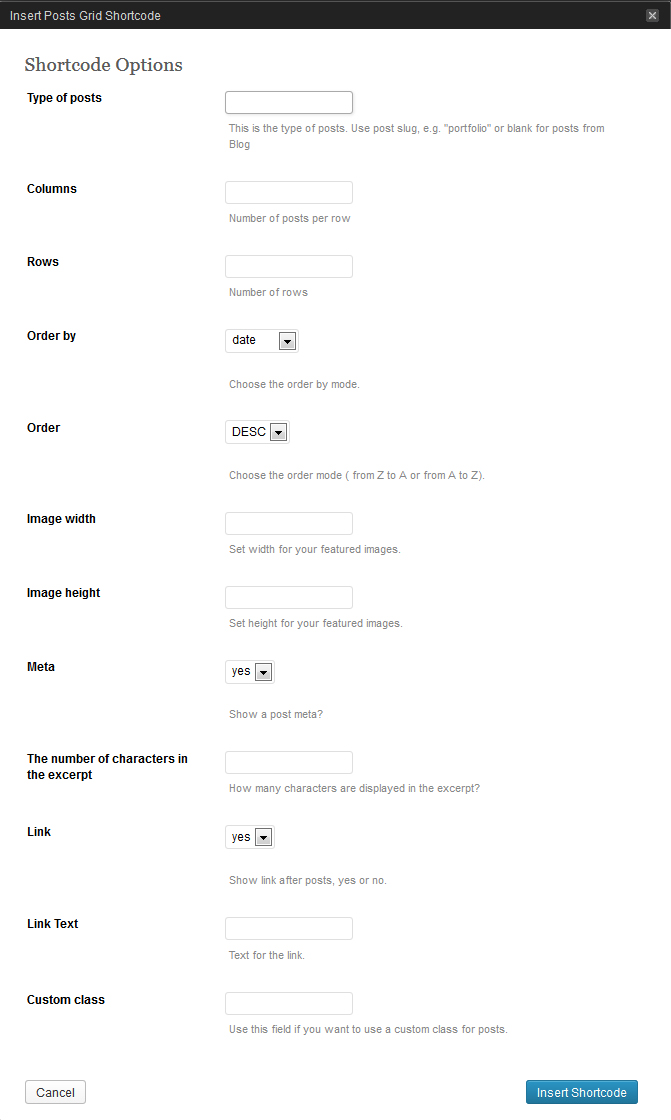 Insert Posts Grid Shortcode
Shortcode Options
Type of posts
This is the type of posts. Use post slug, e.g. "portfolio" or blank for posts from
Blog
Columns
Number of posts per row
Rows
Number of rows
Order by
date
Choose the order by mode.
Order
DESC
Choose the order mode ( from Z to A or from A to Z).
Image width
Set width for your featured images.
Image height
Set height for your featured images.
Meta
yes
Show a post meta?
The number of characters in
the excerpt
How many characters are displayed in the excerpt?
Link
yes
Show link after posts, yes or no.
Link Text
Text for the link.
Custom class
Use this field if you want to use a custom class for posts.
Cancel
Insert Shortcode